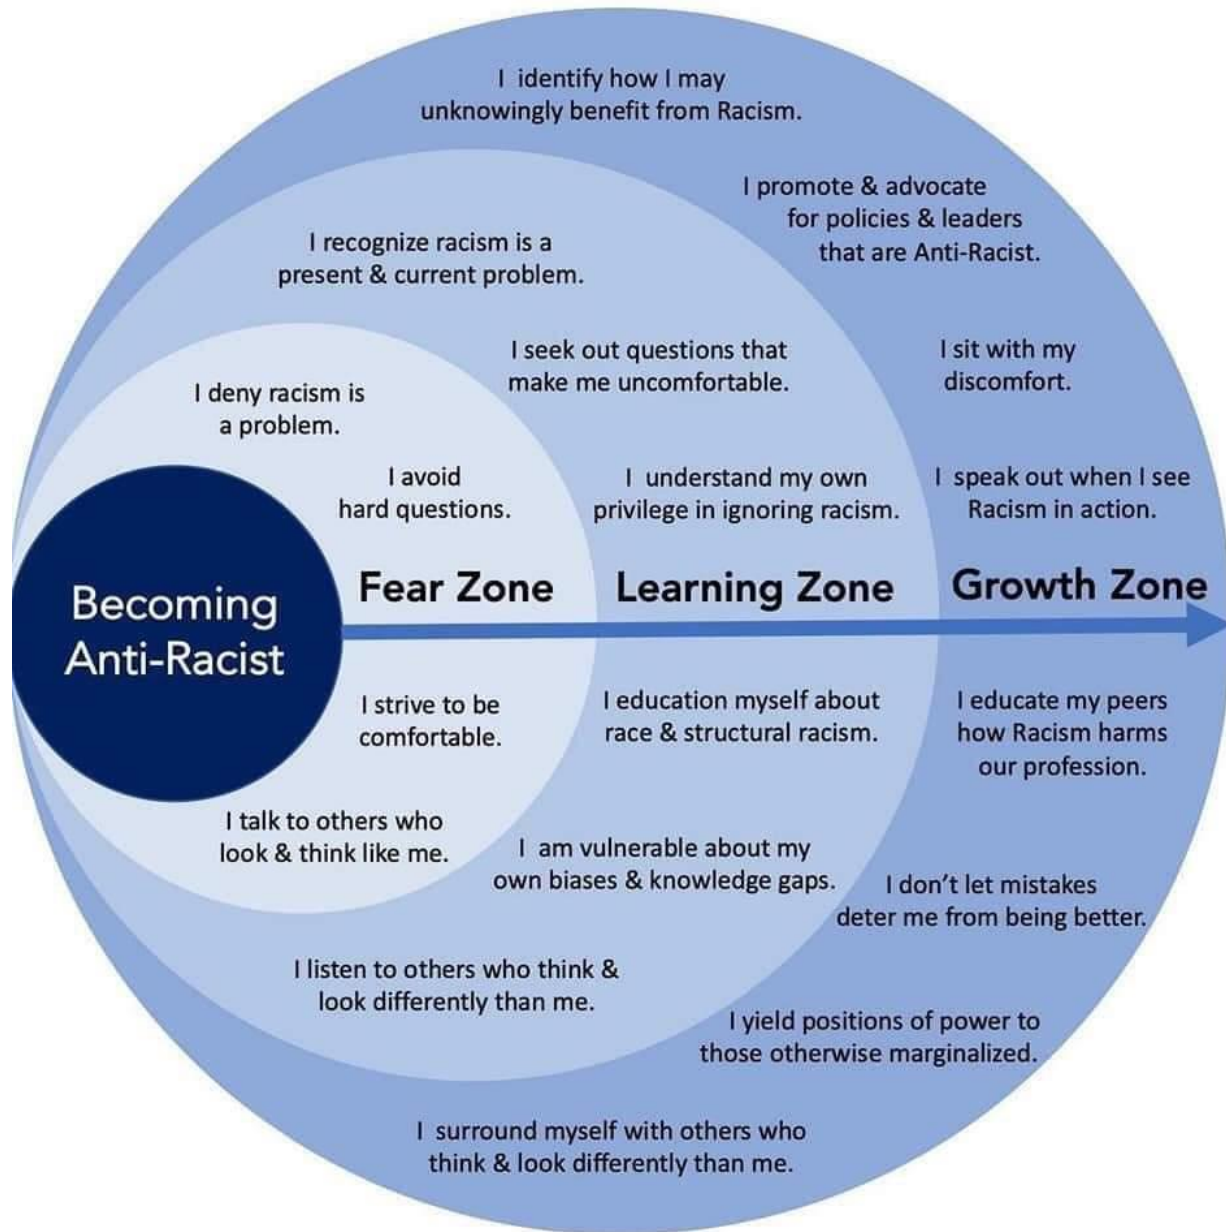 I identify how I may
unknowingly benefit from Racism.
I promote & advocate
for policies & leaders
that are Anti-Racist.
I recognize racism is a
present & current problem.
I seek out questions that
make me uncomfortable.
I sit with my
discomfort.
I deny racism is
a problem.
I avoid
hard questions.
I understand my own
privilege in ignoring racism.
I speak out when I see
Racism in action.
Becoming
Anti-Racist
Fear Zone
Learning Zone
Growth Zone
I strive to be
comfortable.
I education myself about
race & structural racism.
I educate my peers
how Racism harms
our profession.
I talk to others who
look & think like me.
I am vulnerable about my
own biases & knowledge gaps.
I don't let mistakes
deter me from being better.
I listen to others who think &
look differently than me.
I yield positions of power to
those otherwise marginalized.
I surround myself with others who
think & look differently than me.